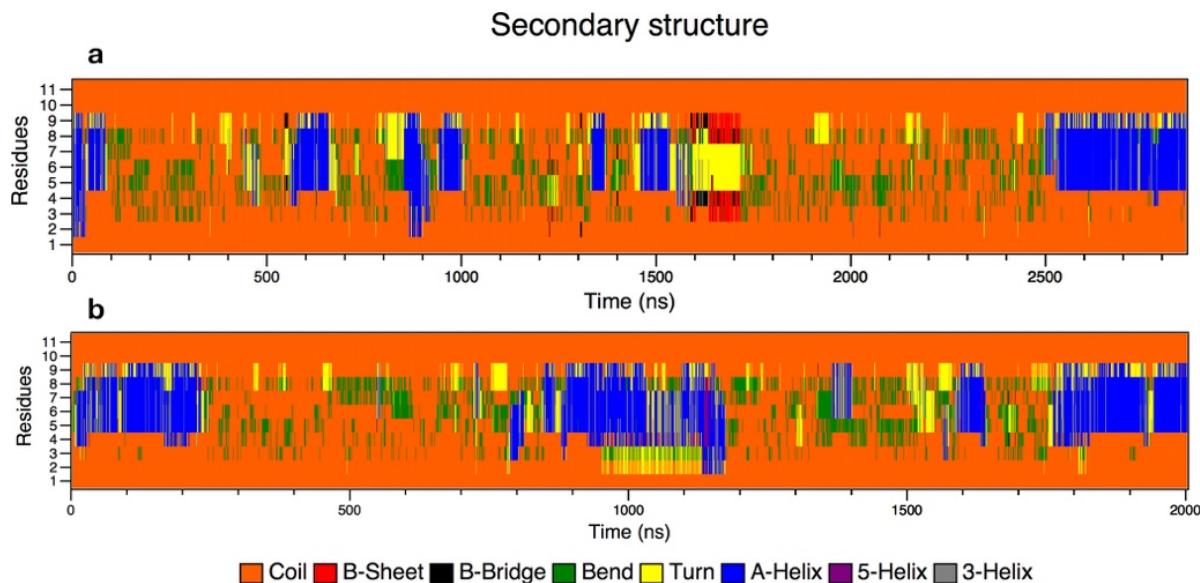 Secondary structure
a
Residues
11
10
9
8
7
6
5
4
3
2
1
0 500 1000 1500 2000 2500
Time (ns)
b
Residues
11
10
9
8
7
6
5
4
3
2
1
0 500 1000 1500 2000
Time (ns)
Coil B-Sheet B-Bridge Bend Turn A-Helix 5-Helix 3-Helix